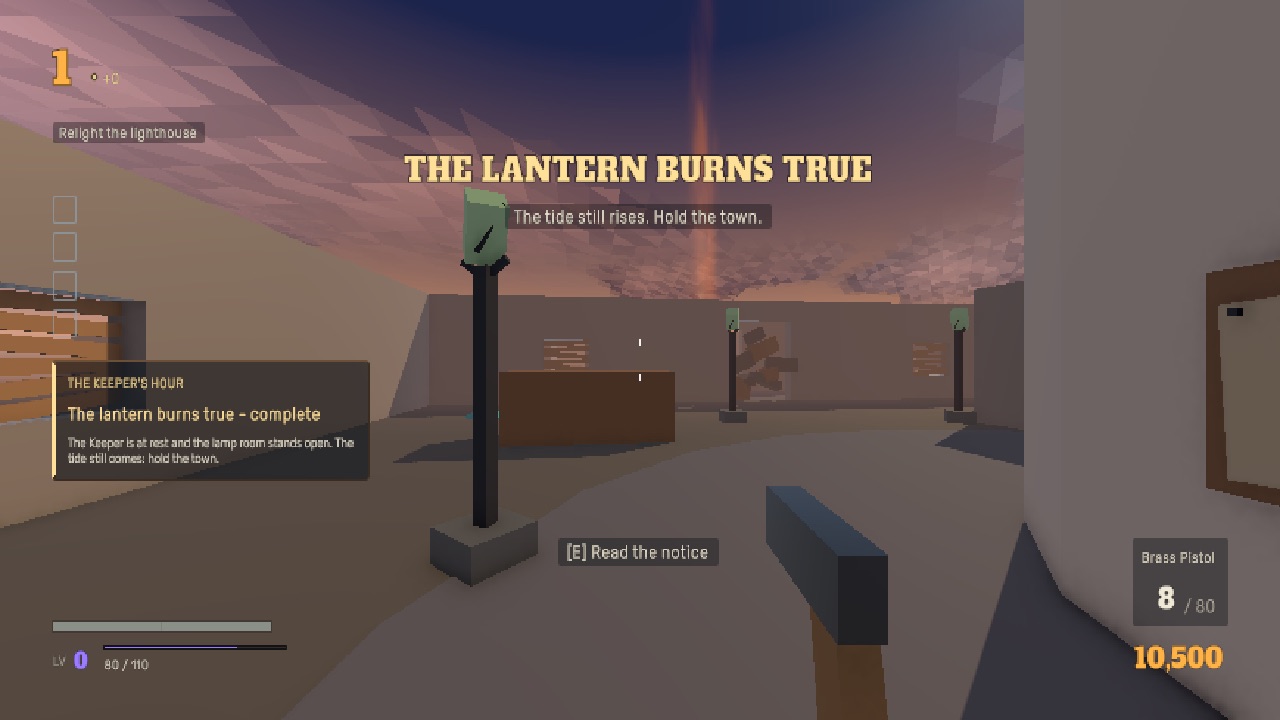 1
+0
Relight the lighthouse
THE LANTERN BURNS TRUE
The tide still rises. Hold the town.
THE KEEPER'S HOUR
The lantern burns true - complete
The Keeper is at rest and the lamp room stands open. The
tide still comes: hold the town.
[E] Read the notice
Brass Pistol
8 / 80
10,500
LV 0 80 / 110